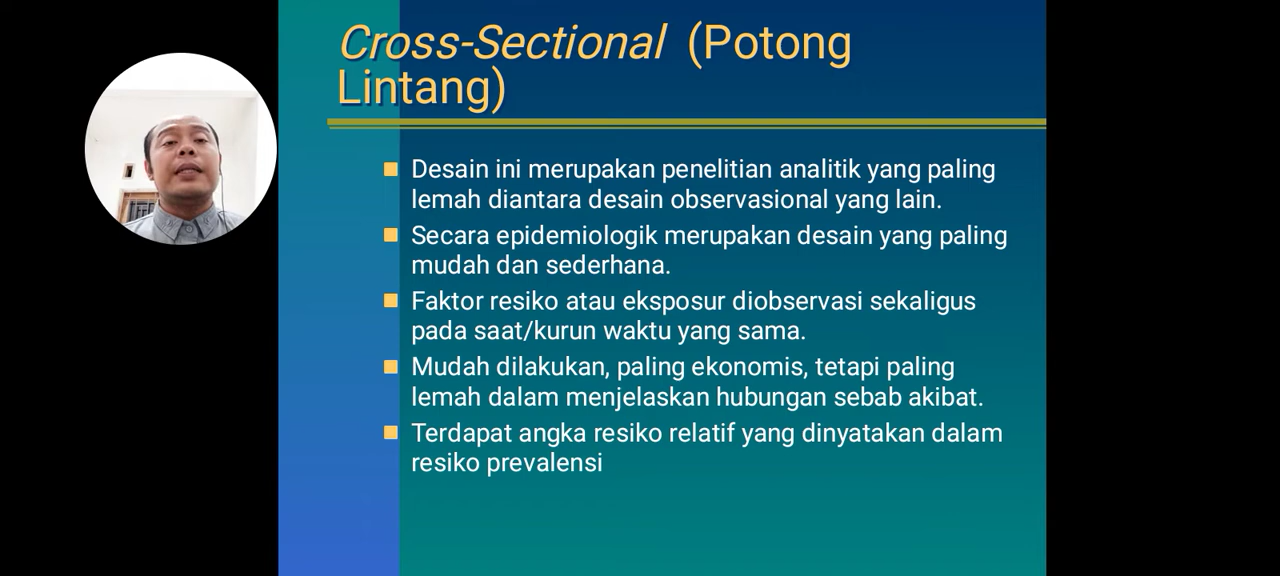 Cross-Sectional (Potong
Lintang)
Desain ini merupakan penelitian analitik yang paling
lemah diantara desain observasional yang lain.
Secara epidemiologik merupakan desain yang paling
mudah dan sederhana.
Faktor resiko atau eksposur diobservasi sekaligus
pada saat/kurun waktu yang sama.
Mudah dilakukan, paling ekonomis, tetapi paling
lemah dalam menjelaskan hubungan sebab akibat.
Terdapat angka resiko relatif yang dinyatakan dalam
resiko prevalensi